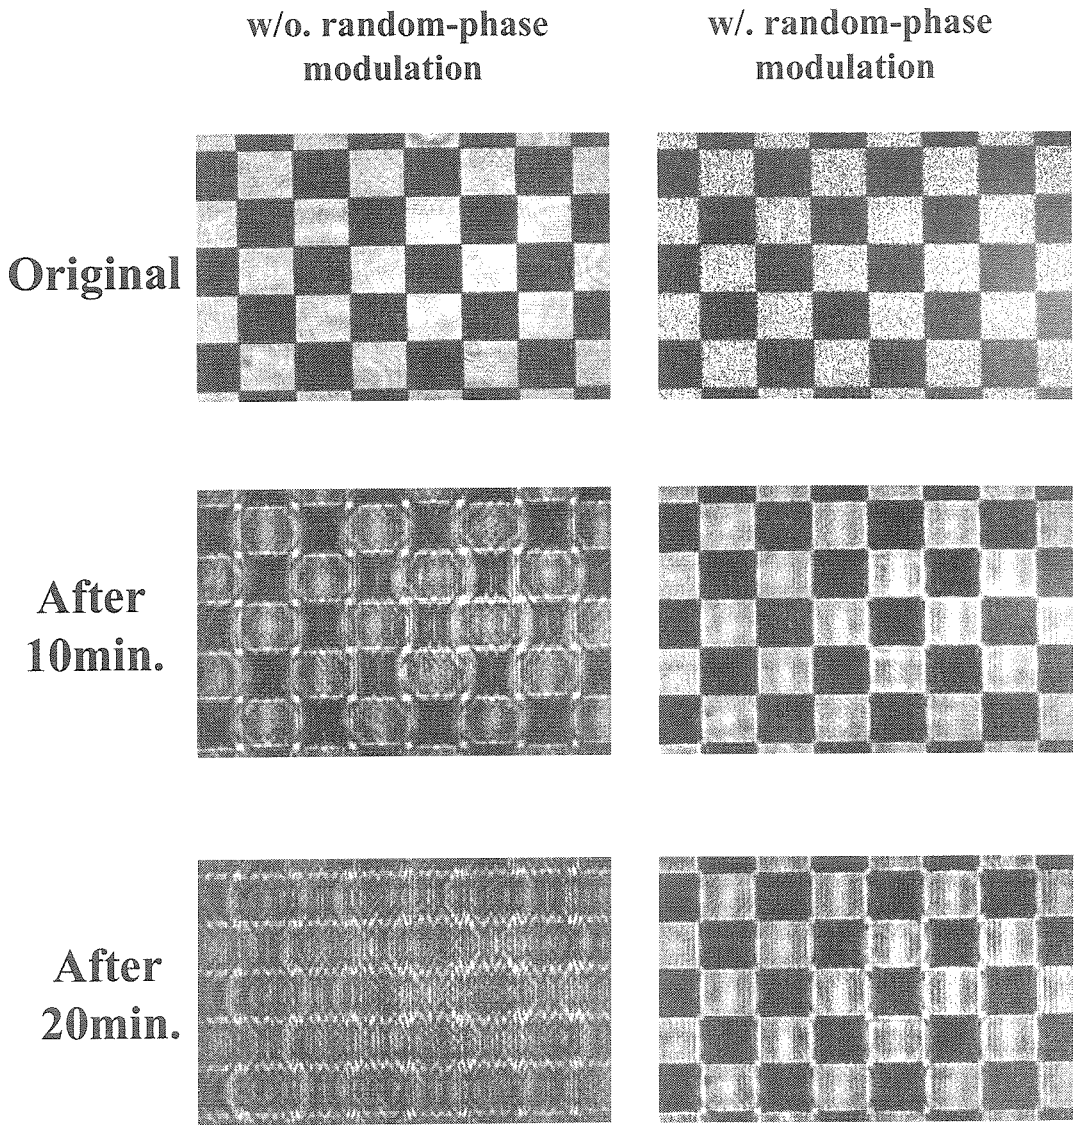 w/o. random-phase
modulation
w/. random-phase
modulation
Original
After
10min.
After
20min.